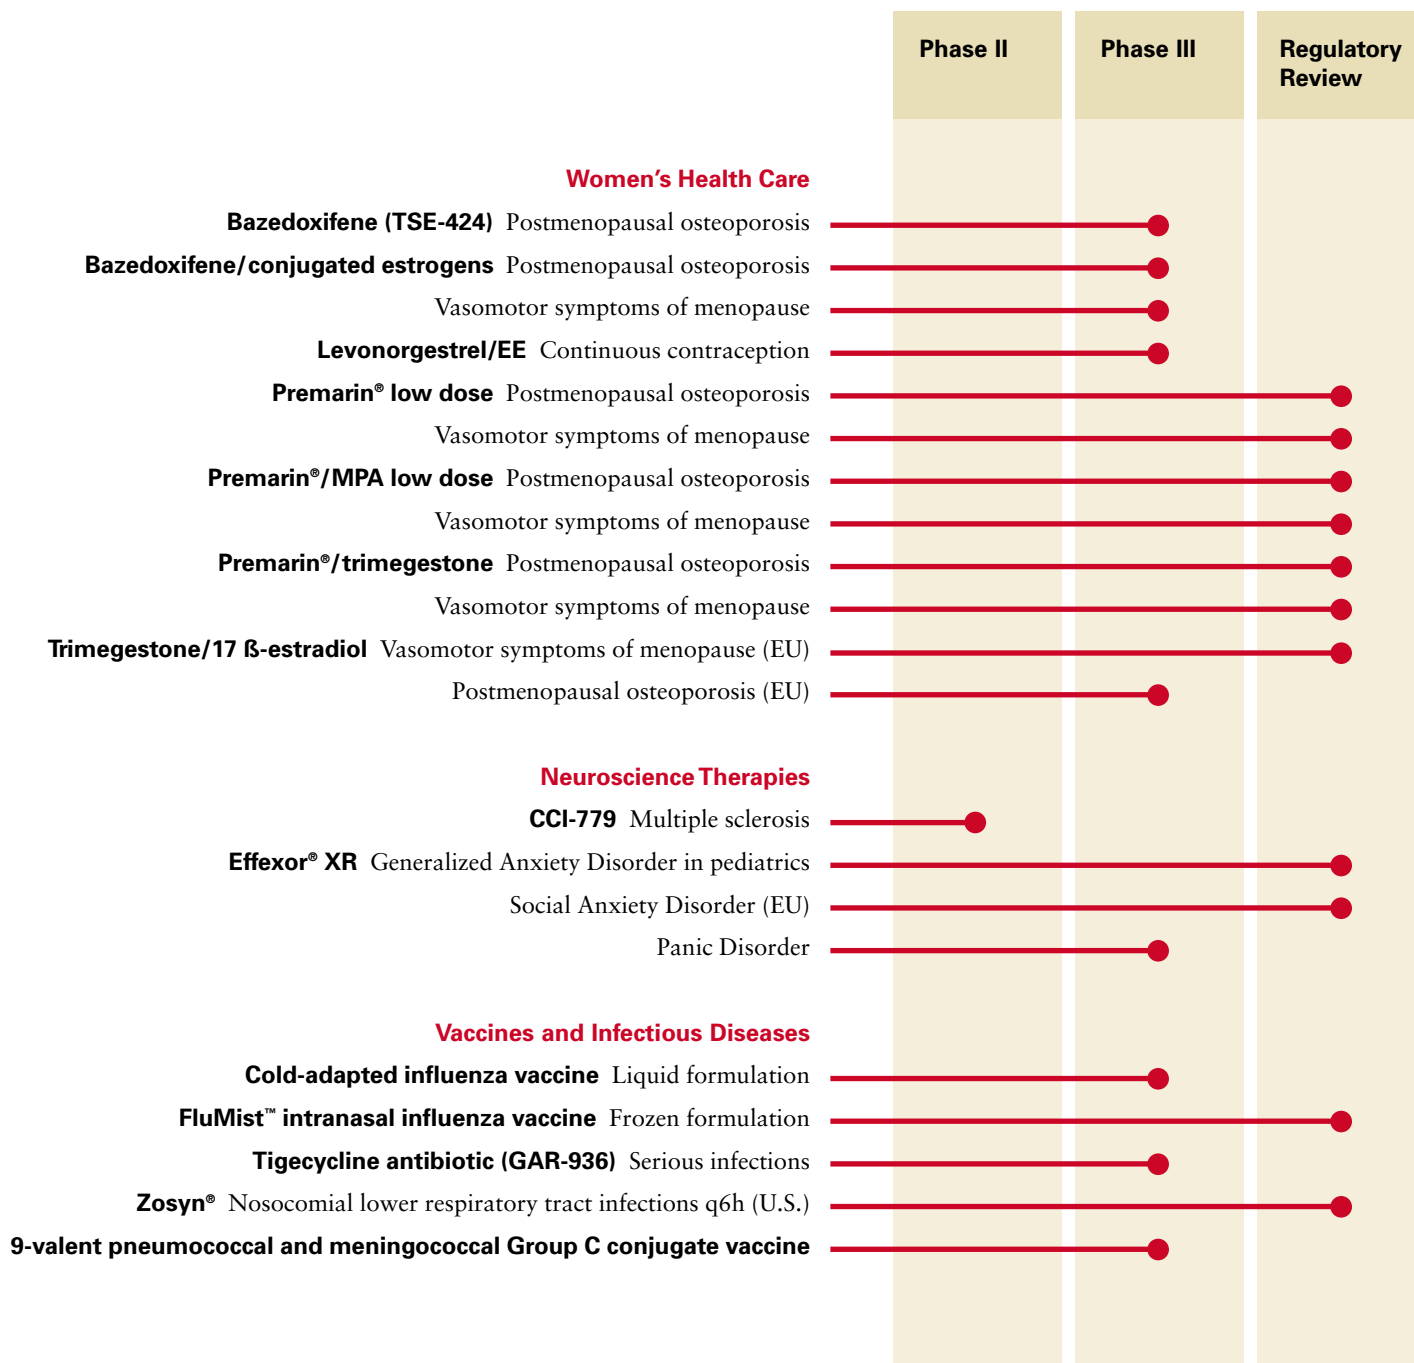 Phase II Phase III Regulatory
Review
Women's Health Care
Bazedoxifene (TSE-424) Postmenopausal osteoporosis
Bazedoxifene/conjugated estrogens Postmenopausal osteoporosis
Vasomotor symptoms of menopause
Levonorgestrel/EE Continuous contraception
Premarin® low dose Postmenopausal osteoporosis
Vasomotor symptoms of menopause
Premarin®/MPA low dose Postmenopausal osteoporosis
Vasomotor symptoms of menopause
Premarin®/trimegestone Postmenopausal osteoporosis
Vasomotor symptoms of menopause
Trimegestone/17 ß-estradiol Vasomotor symptoms of menopause (EU)
Postmenopausal osteoporosis (EU)
Neuroscience Therapies
CCI-779 Multiple sclerosis
Effexor® XR Generalized Anxiety Disorder in pediatrics
Social Anxiety Disorder (EU)
Panic Disorder
Vaccines and Infectious Diseases
Cold-adapted influenza vaccine Liquid formulation
FluMist™ intranasal influenza vaccine Frozen formulation
Tigecycline antibiotic (GAR-936) Serious infections
Zosyn® Nosocomial lower respiratory tract infections q6h (U.S.)
9-valent pneumococcal and meningococcal Group C conjugate vaccine